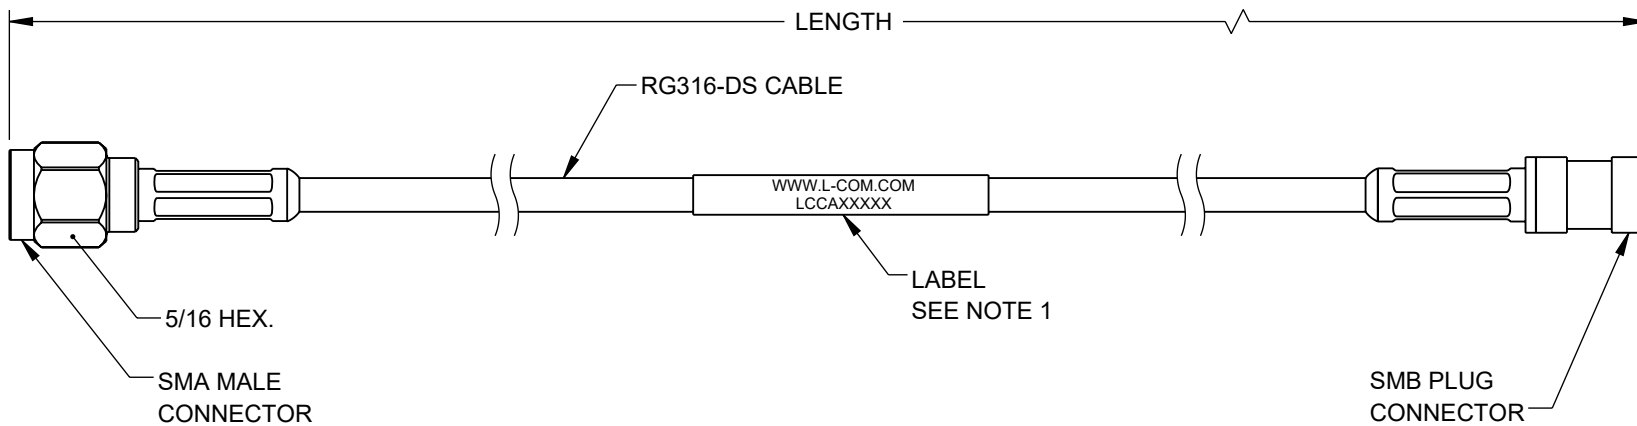 LENGTH
RG316-DS CABLE
WWW.L-COM.COM
LCCAXXXXX
LABEL
SEE NOTE 1
5/16 HEX.
SMA MALE
CONNECTOR
SMB PLUG
CONNECTOR